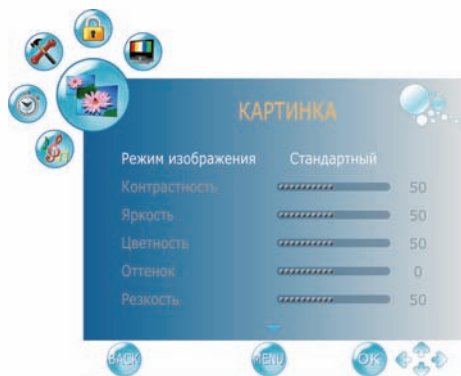 КАРТИНКА
Режим изображения Стандартный
Контрастность 50
Яркость 50
Цветность 50
Оттенок 0
Резкость 50
BACK MENU OK